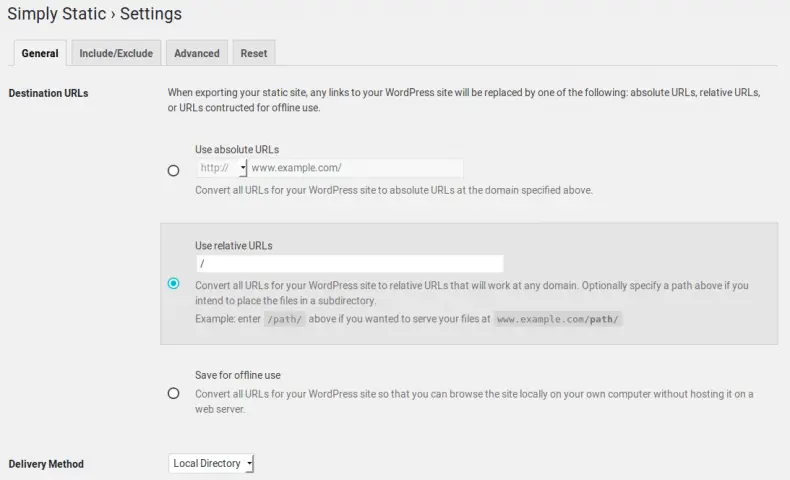 Simply Static › Settings
General
Include/Exclude
Advanced
Reset
Destination URLs
When exporting your static site, any links to your WordPress site will be replaced by one of the following: absolute URLs, relative URLs,
or URLs contructed for offline use.
Use absolute URLs
http://
www.example.com/
Convert all URLs for your WordPress site to absolute URLs at the domain specified above.
Use relative URLs
/
Convert all URLs for your WordPress site to relative URLs that will work at any domain. Optionally specify a path above if you
intend to place the files in a subdirectory.
Example: enter /path/ above if you wanted to serve your files at www.example.com/path/
Save for offline use
Convert all URLs for your WordPress site so that you can browse the site locally on your own computer without hosting it on a
web server.
Delivery Method
Local Directory